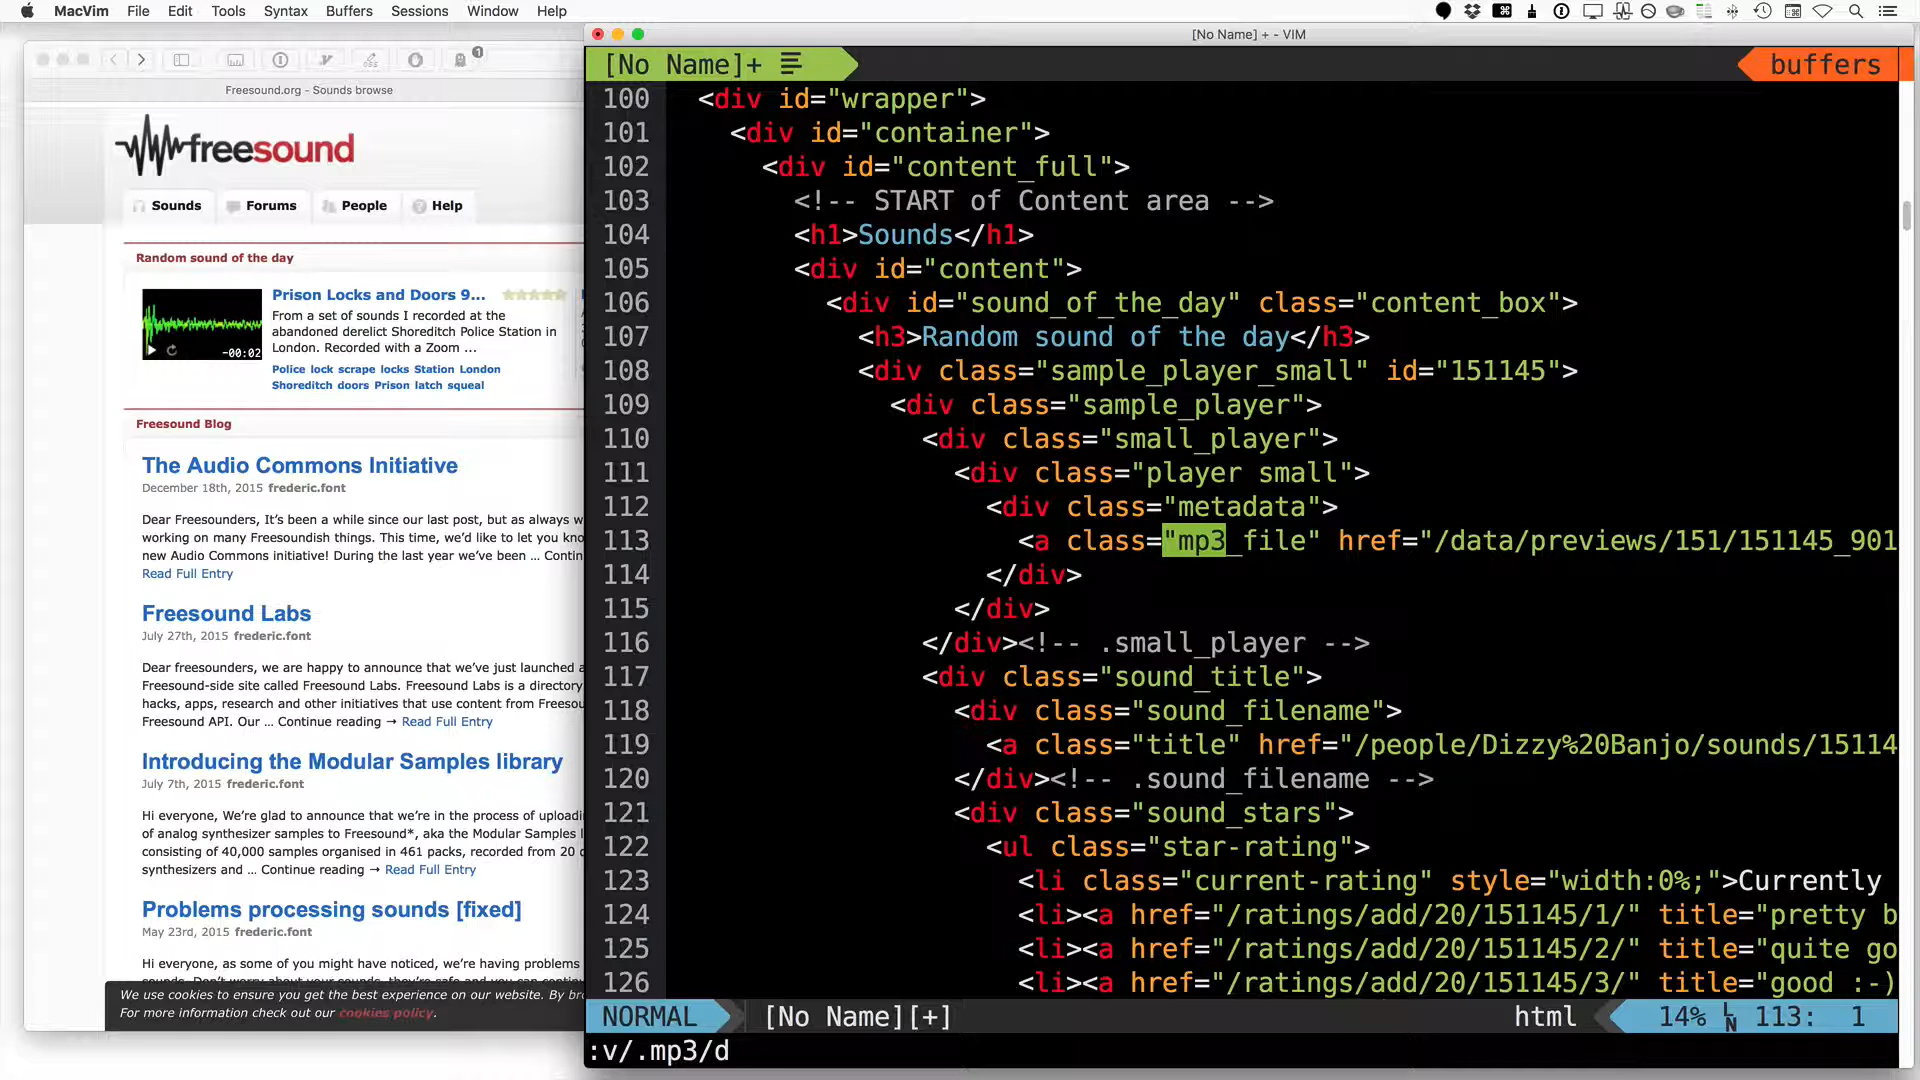 MacVim File Edit Tools Syntax Buffers Sessions Window Help
1
Freesound.org - Sounds browse
freesound
Sounds Forums People Help
Random sound of the day
Prison Locks and Doors 9...
From a set of sounds I recorded at the
abandoned derelict Shoreditch Police Station in
London. Recorded with a Zoom ...
-00:02
Police lock scrape locks Station London
Shoreditch doors Prison latch squeal
Freesound Blog
The Audio Commons Initiative
December 18th, 2015 frederic.font
Dear Freesounders, It's been a while since our last post, but as always w
working on many Freesoundish things. This time, we'd like to let you kno
new Audio Commons initiative! During the last year we've been ... Contin
Read Full Entry
Freesound Labs
July 27th, 2015 frederic.font
Dear freesounders, we are happy to announce that we've just launched a
Freesound-side site called Freesound Labs. Freesound Labs is a directory
hacks, apps, research and other initiatives that use content from Freesou
Freesound API. Our ... Continue reading → Read Full Entry
Introducing the Modular Samples library
July 7th, 2015 frederic.font
Hi everyone, We're glad to announce that we're in the process of uploadi
of analog synthesizer samples to Freesound*, aka the Modular Samples l
consisting of 40,000 samples organised in 461 packs, recorded from 20 d
synthesizers and ... Continue reading → Read Full Entry
Problems processing sounds [fixed]
May 23rd, 2015 frederic.font
Hi everyone, as some of you might have noticed, we're having problems
We use cookies to ensure you get the best experience on our website. By bro
For more information check out our cookies policy.
[No Name] + - VIM
[No Name]+ buffers
100 <div id="wrapper">
101 <div id="container">
102 <div id="content_full">
103 <!-- START of Content area -->
104 <h1>Sounds</h1>
105 <div id="content">
106 <div id="sound_of_the_day" class="content_box">
107 <h3>Random sound of the day</h3>
108 <div class="sample_player_small" id="151145">
109 <div class="sample_player">
110 <div class="small_player">
111 <div class="player small">
112 <div class="metadata">
113 <a class="mp3_file" href="/data/previews/151/151145_901
114 </div>
115 </div>
116 </div><!-- .small_player -->
117 <div class="sound_title">
118 <div class="sound_filename">
119 <a class="title" href="/people/Dizzy%20Banjo/sounds/15114
120 </div><!-- .sound_filename -->
121 <div class="sound_stars">
122 <ul class="star-rating">
123 <li class="current-rating" style="width:0%;">Currently
124 <li><a href="/ratings/add/20/151145/1/" title="pretty b
125 <li><a href="/ratings/add/20/151145/2/" title="quite go
126 <li><a href="/ratings/add/20/151145/3/" title="good :-)
NORMAL [No Name][+] html 14% LN 113: 1
:v/.mp3/d